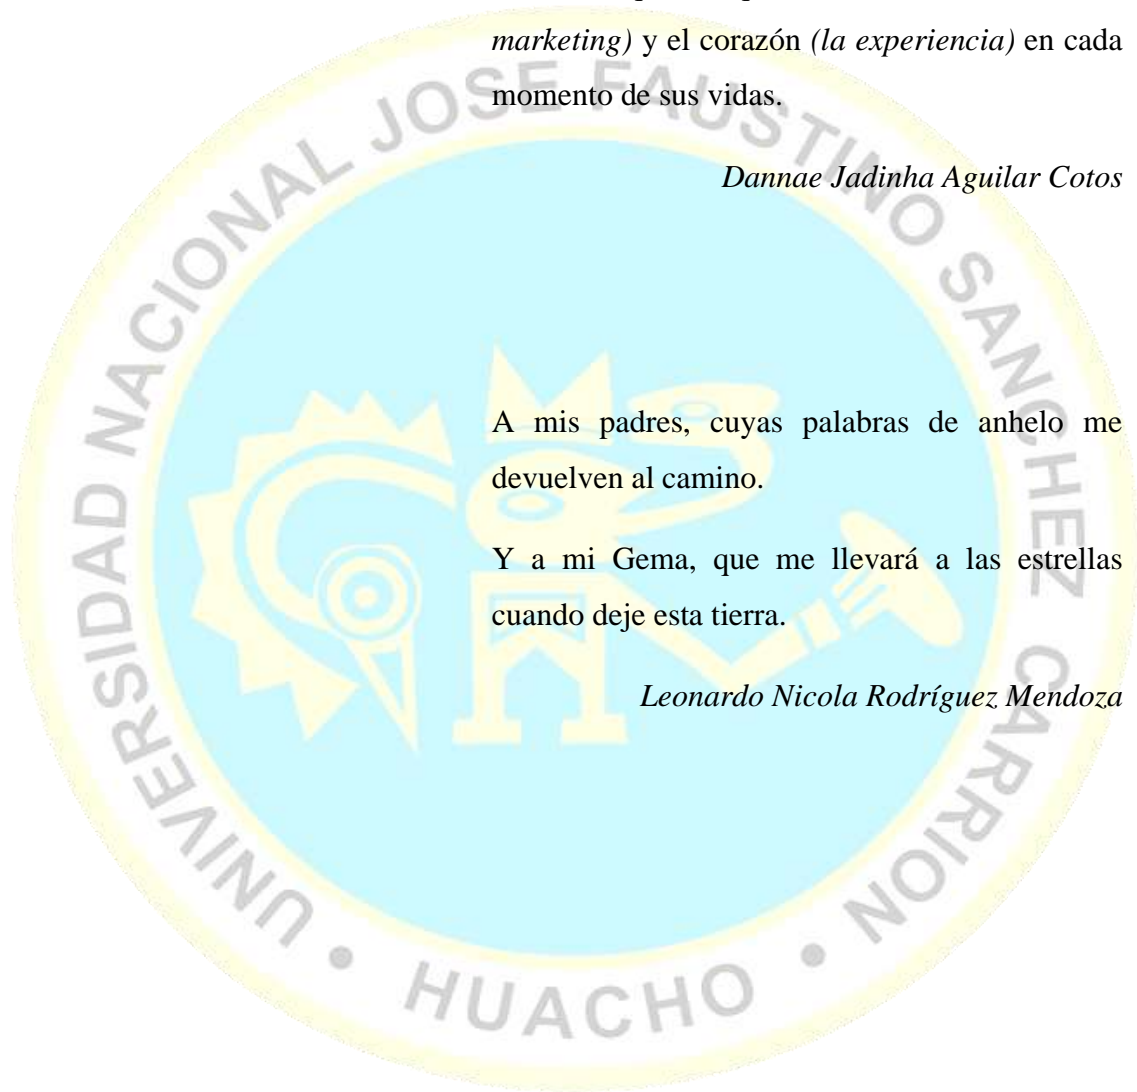 marketing) y el corazón (la experiencia) en cada
momento de sus vidas.
Dannae Jadinha Aguilar Cotos
A mis padres, cuyas palabras de anhelo me
devuelven al camino.
Y a mi Gema, que me llevará a las estrellas
cuando deje esta tierra.
Leonardo Nicola Rodríguez Mendoza
UNIVERSIDAD NACIONAL JOSE FAUSTINO SANCHEZ CARRION • HUACHO •